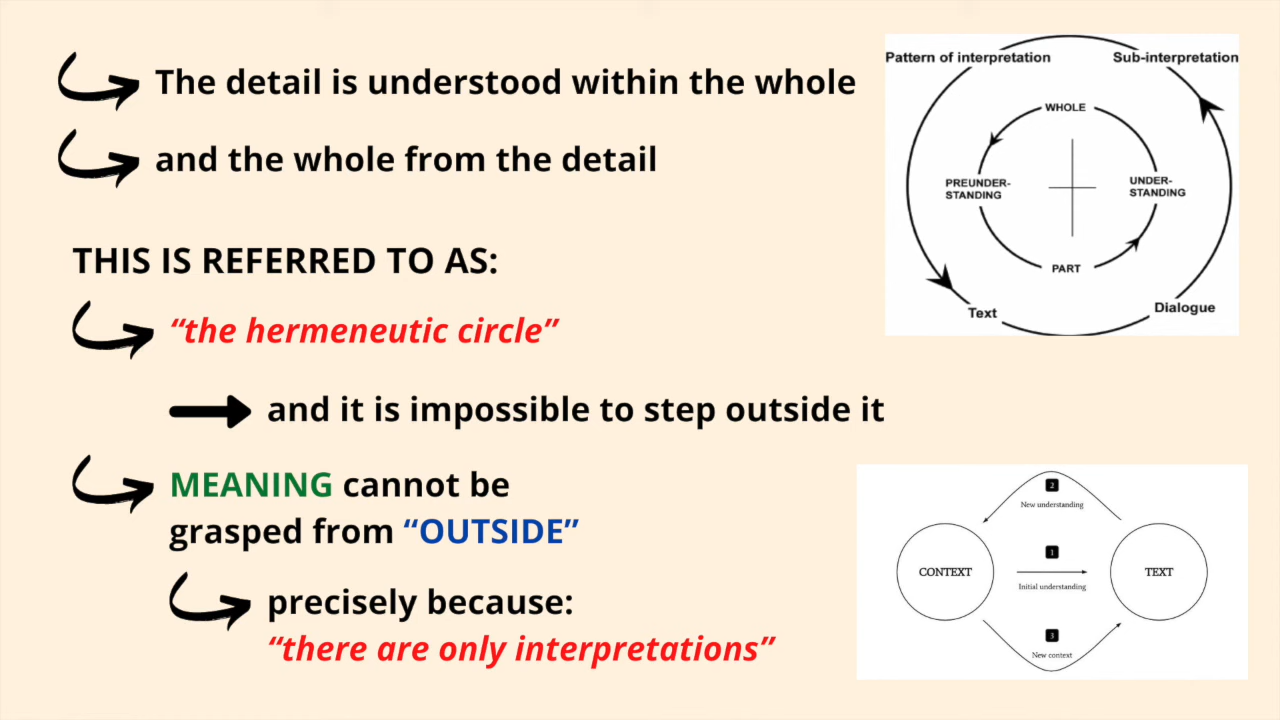 The detail is understood within the whole
and the whole from the detail
THIS IS REFERRED TO AS:
“the hermeneutic circle”
and it is impossible to step outside it
MEANING cannot be
grasped from “OUTSIDE”
precisely because:
“there are only interpretations”
Pattern of interpretation
Sub-interpretation
WHOLE
PREUNDER-
STANDING
UNDER-
STANDING
PART
Text
Dialogue
2
New understanding
CONTEXT
1
Initial understanding
TEXT
3
New context